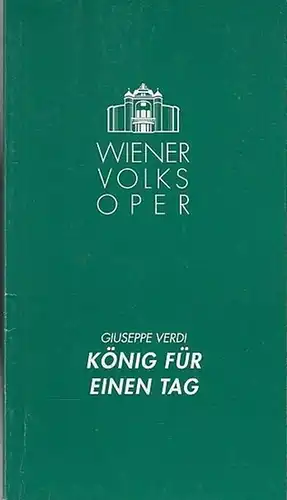 WIENER
VOLKS
OPER
GIUSEPPE VERDI
KÖNIG FÜR
EINEN TAG